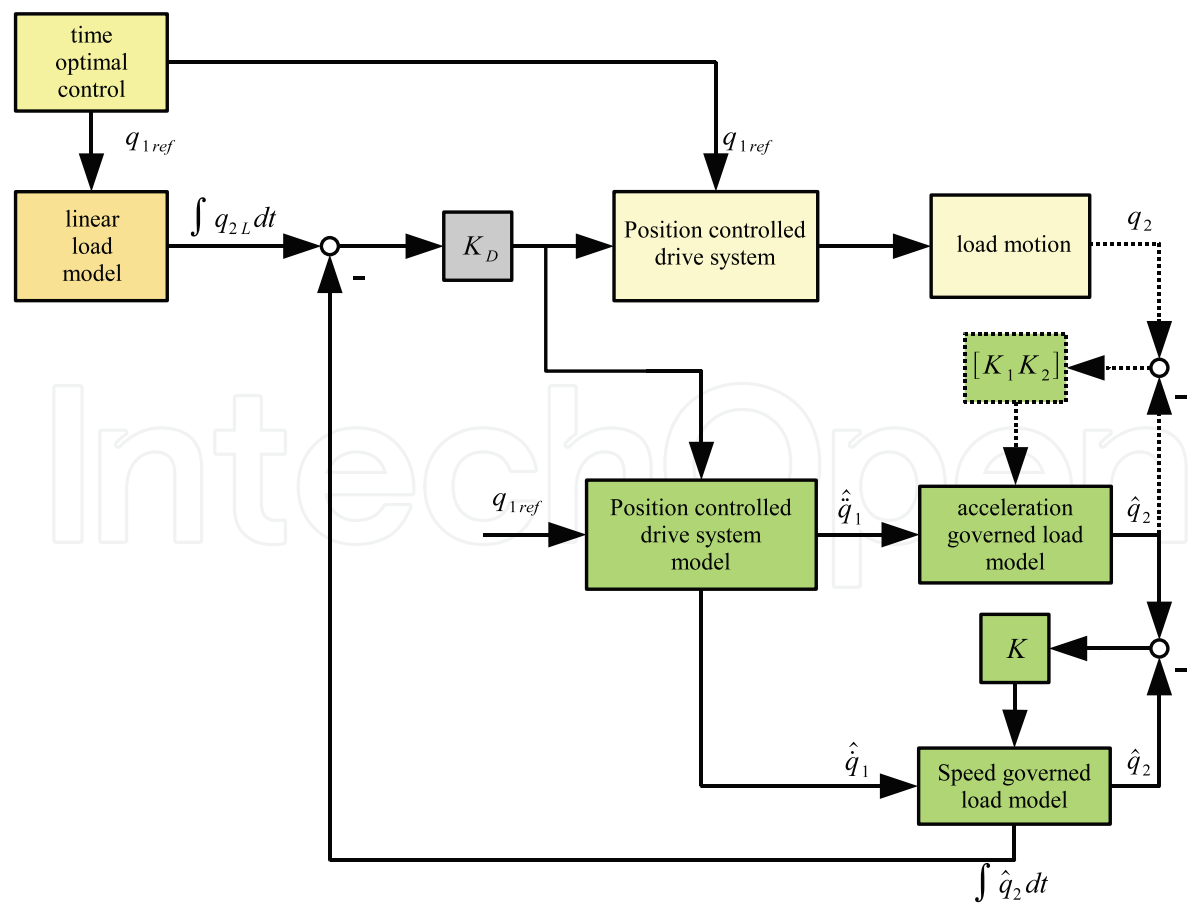 time
optimal
control
q1ref
q1ref
linear
load
model
∫ q2L dt
KD
Position controlled
drive system
load motion
q2
-
[K1 K2]
-
IntechOpen
q1ref
Position controlled
drive system
model
q̈̂1
acceleration
governed load
model
q̂2
K
-
q̇̂1
Speed governed
load model
q̂2
∫ q̂2 dt